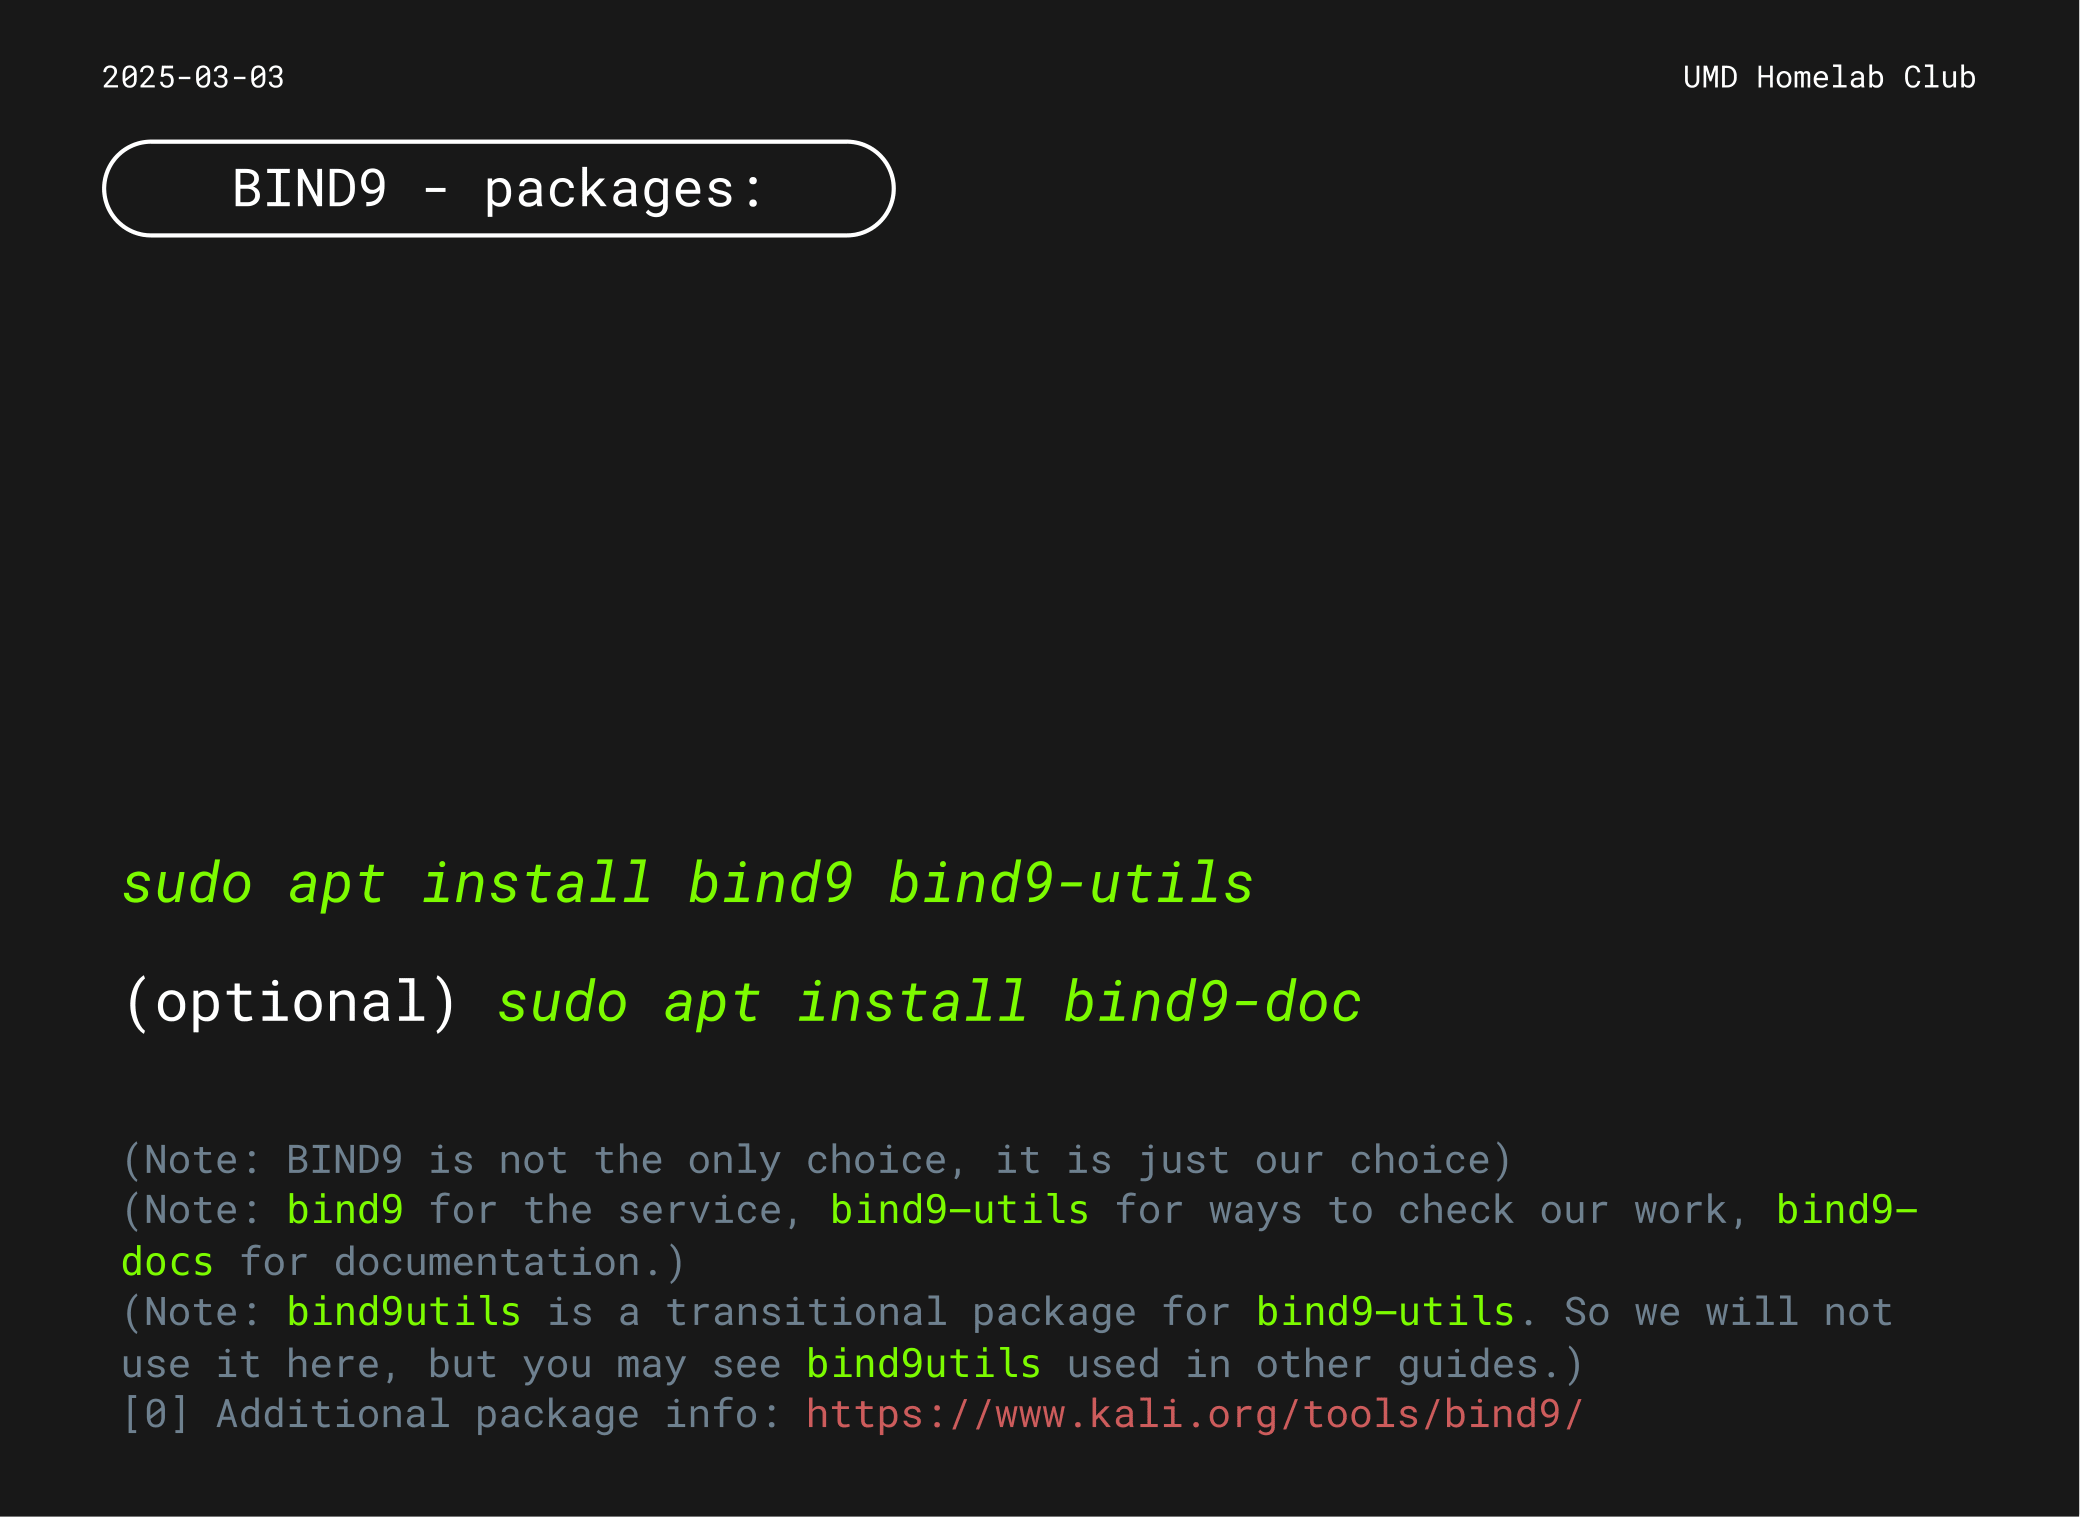 2025-03-03
UMD Homelab Club
BIND9 - packages:
sudo apt install bind9 bind9-utils
(optional) sudo apt install bind9-doc
(Note: BIND9 is not the only choice, it is just our choice)
(Note: bind9 for the service, bind9-utils for ways to check our work, bind9-
docs for documentation.)
(Note: bind9utils is a transitional package for bind9-utils. So we will not
use it here, but you may see bind9utils used in other guides.)
[0] Additional package info: https://www.kali.org/tools/bind9/